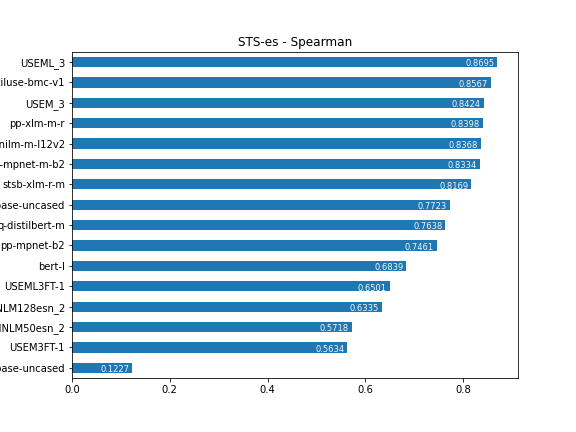 STS-es - Spearman
USEML_3 0.8695
tiluse-bmc-v1 0.8567
USEM_3 0.8424
pp-xlm-m-r 0.8398
nilm-m-l12v2 0.8368
-mpnet-m-b2 0.8334
stsb-xlm-r-m 0.8169
base-uncased 0.7723
q-distilbert-m 0.7638
pp-mpnet-b2 0.7461
bert-l 0.6839
USEML3FT-1 0.6501
NLM128esn_2 0.6335
INLM50esn_2 0.5718
USEM3FT-1 0.5634
base-uncased 0.1227
0.0 0.2 0.4 0.6 0.8